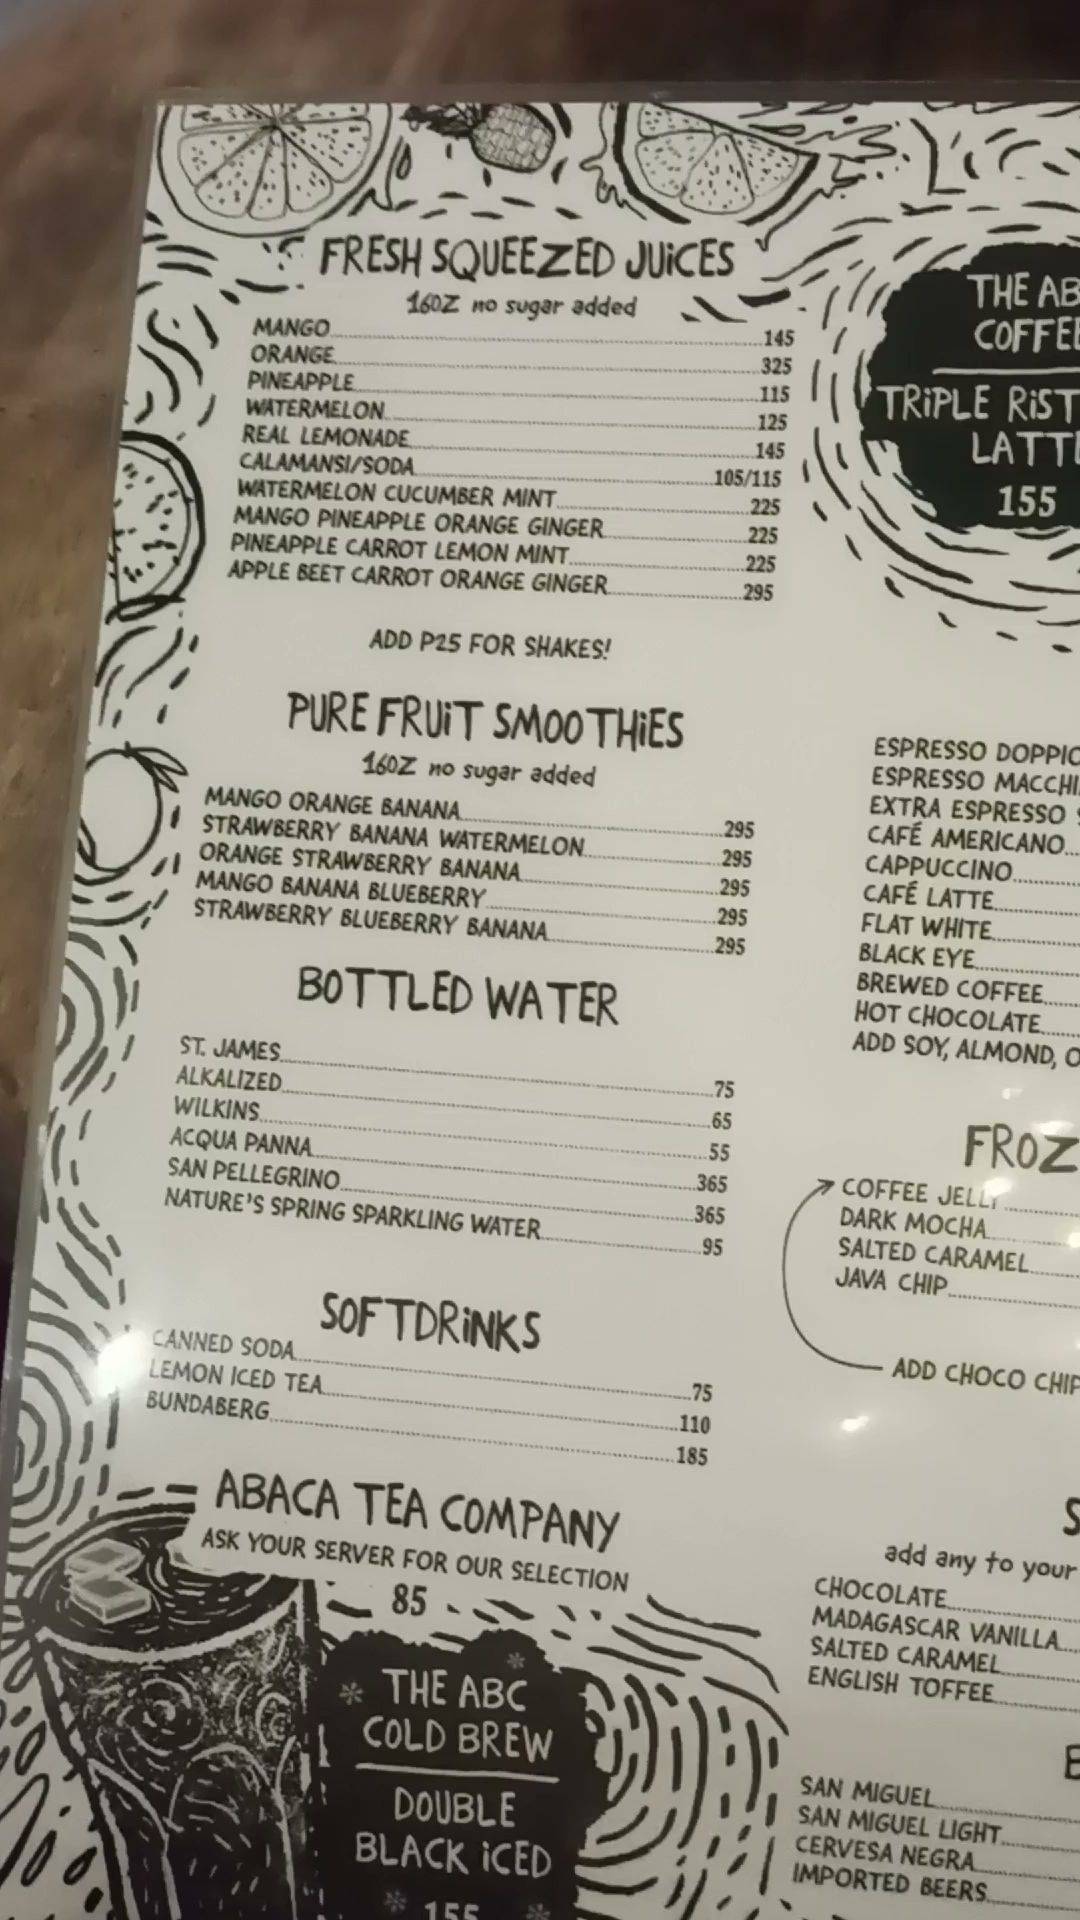 FRESH SQUEEZED JUiCES
16OZ no sugar added
MANGO 145
ORANGE 325
PINEAPPLE 115
WATERMELON 125
REAL LEMONADE 145
CALAMANSI/SODA 105/115
WATERMELON CUCUMBER MINT 225
MANGO PINEAPPLE ORANGE GINGER 225
PINEAPPLE CARROT LEMON MINT 225
APPLE BEET CARROT ORANGE GINGER 295
ADD P25 FOR SHAKES!
PURE FRUiT SMOOTHiES
16OZ no sugar added
MANGO ORANGE BANANA 295
STRAWBERRY BANANA WATERMELON 295
ORANGE STRAWBERRY BANANA 295
MANGO BANANA BLUEBERRY 295
STRAWBERRY BLUEBERRY BANANA 295
BOTTLED WATER
ST. JAMES 75
ALKALIZED 65
WILKINS 55
ACQUA PANNA 365
SAN PELLEGRINO 365
NATURE'S SPRING SPARKLING WATER 95
SOFTDRiNKS
CANNED SODA 75
LEMON ICED TEA 110
BUNDABERG 185
ABACA TEA COMPANY
ASK YOUR SERVER FOR OUR SELECTION
85
THE ABC
COLD BREW
DOUBLE
BLACK iCED
155
THE AB
COFFEE
TRiPLE RiST
LATTE
155
ESPRESSO DOPPIO
ESPRESSO MACCHI
EXTRA ESPRESSO
CAFÉ AMERICANO
CAPPUCCINO
CAFÉ LATTE
FLAT WHITE
BLACK EYE
BREWED COFFEE
HOT CHOCOLATE
ADD SOY, ALMOND, O
FROZ
COFFEE JELLY
DARK MOCHA
SALTED CARAMEL
JAVA CHIP
ADD CHOCO CHIP
S
add any to your
CHOCOLATE
MADAGASCAR VANILLA
SALTED CARAMEL
ENGLISH TOFFEE
SAN MIGUEL
SAN MIGUEL LIGHT
CERVESA NEGRA
IMPORTED BEERS